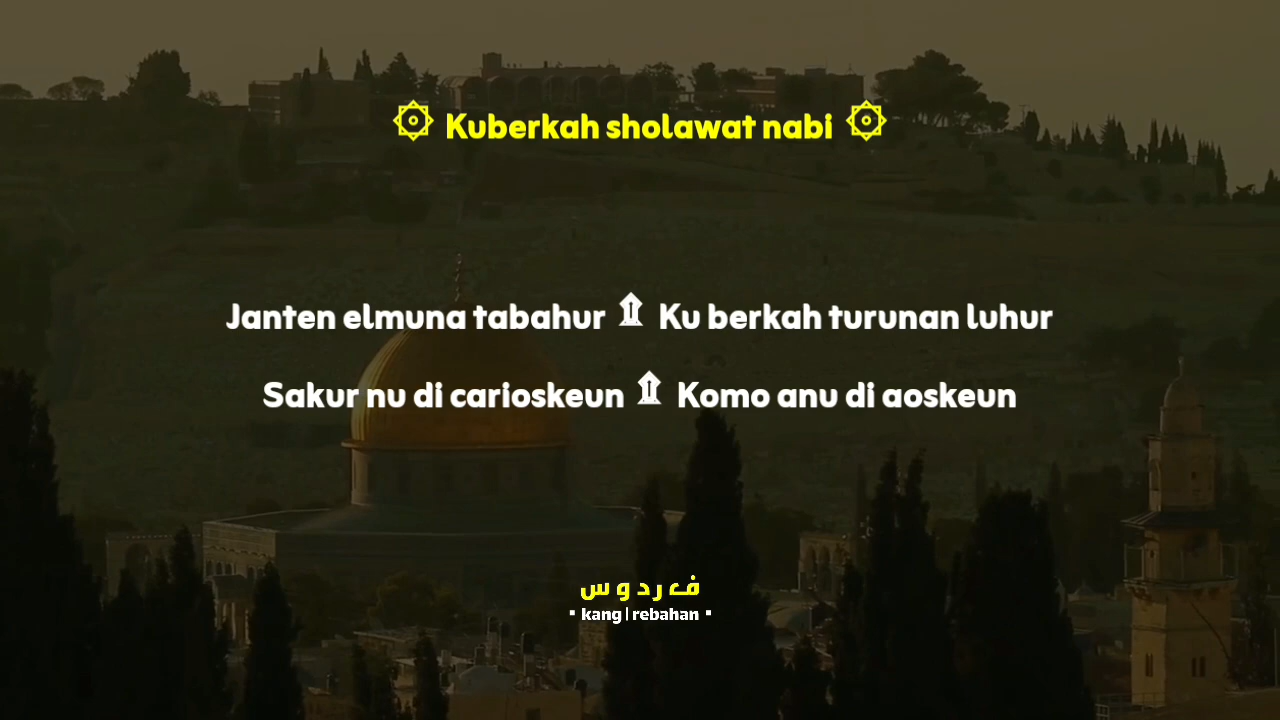 ۞ Kuberkah sholawat nabi ۞
Janten elmuna tabahur ۩ Ku berkah turunan luhur
Sakur nu di carioskeun ۩ Komo anu di aoskeun
ف ر د و س
▪ kang | rebahan ▪